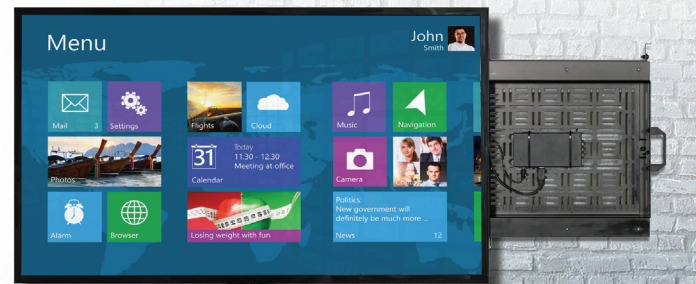 Menu
John
Smith
Mail 3
Settings
Flights
Cloud
Music
Navigation
Photos
31
Calendar
Today
11.30 - 12.30
Meeting at office
Camera
Alarm
Browser
Losing weight with fun
Politics:
New government will
definitely be much more ...
News 12